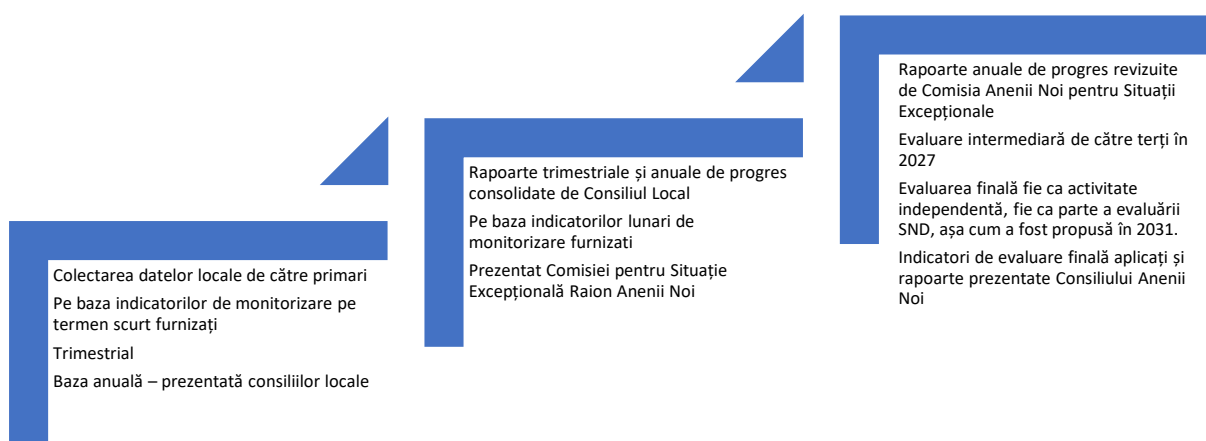 Colectarea datelor locale de către primari
Pe baza indicatorilor de monitorizare pe
termen scurt furnizați
Trimestrial
Baza anuală – prezentată consiliilor locale
Rapoarte trimestriale și anuale de progres
consolidate de Consiliul Local
Pe baza indicatorilor lunari de
monitorizare furnizati
Prezentat Comisiei pentru Situație
Excepțională Raion Anenii Noi
Rapoarte anuale de progres revizuite
de Comisia Anenii Noi pentru Situații
Excepționale
Evaluare intermediară de către terți în
2027
Evaluarea finală fie ca activitate
independentă, fie ca parte a evaluării
SND, așa cum a fost propusă în 2031.
Indicatori de evaluare finală aplicați și
rapoarte prezentate Consiliului Anenii
Noi